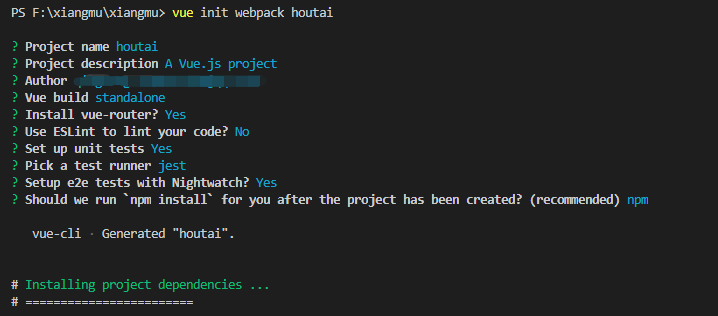 PS F:\xiangmu\xiangmu> vue init webpack houtai
? Project name houtai
? Project description A Vue.js project
? Author
? Vue build standalone
? Install vue-router? Yes
? Use ESLint to lint your code? No
? Set up unit tests Yes
? Pick a test runner jest
? Setup e2e tests with Nightwatch? Yes
? Should we run `npm install` for you after the project has been created? (recommended) npm
vue-cli · Generated "houtai".
# Installing project dependencies ...
# ========================